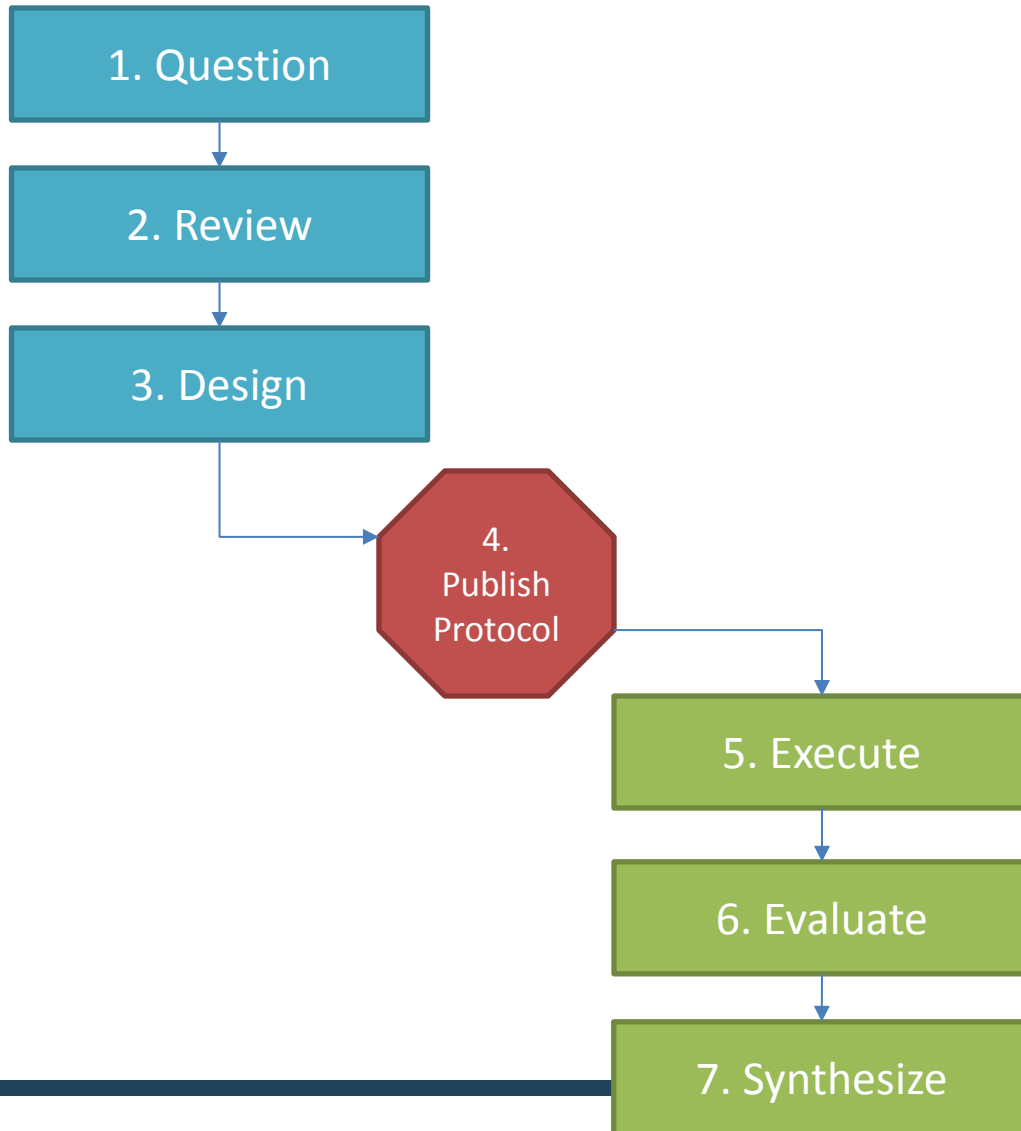 1. Question
2. Review
3. Design
4.
Publish
Protocol
5. Execute
6. Evaluate
7. Synthesize